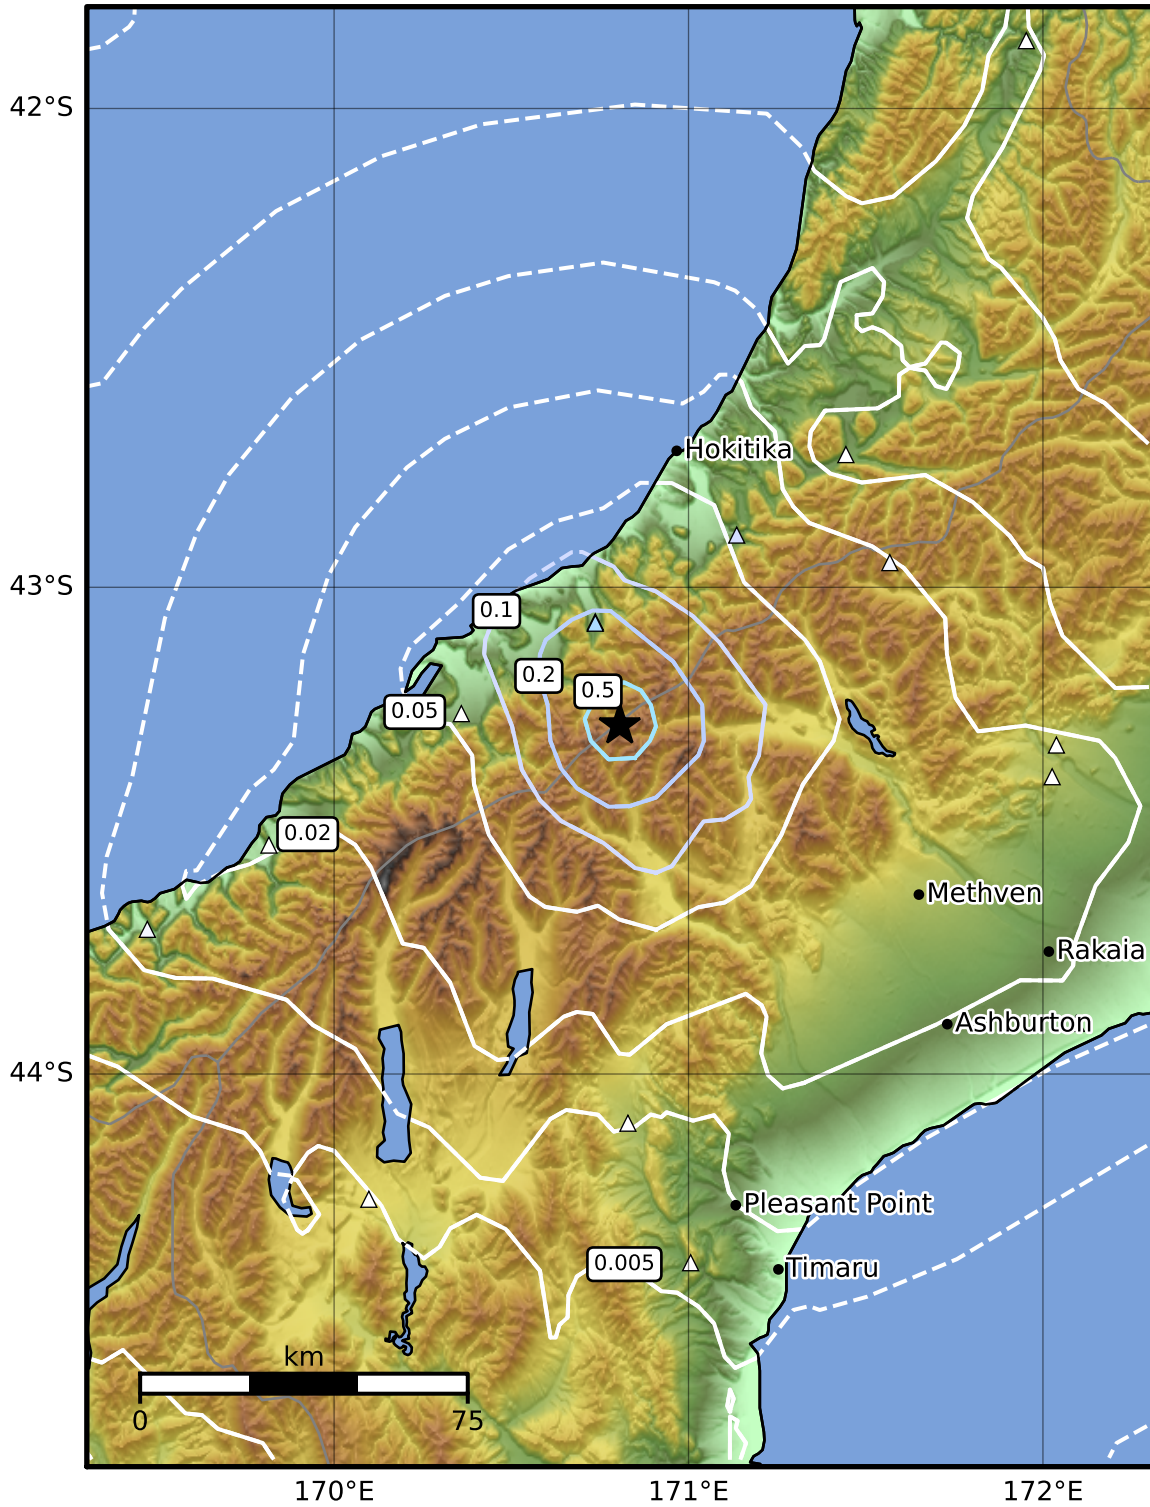 42°S
Hokitika
43°S
0.1
0.2
0.5
0.05
0.02
Methven
Rakaia
Ashburton
44°S
Pleasant Point
0.005
Timaru
km
0 75
170°E 171°E 172°E